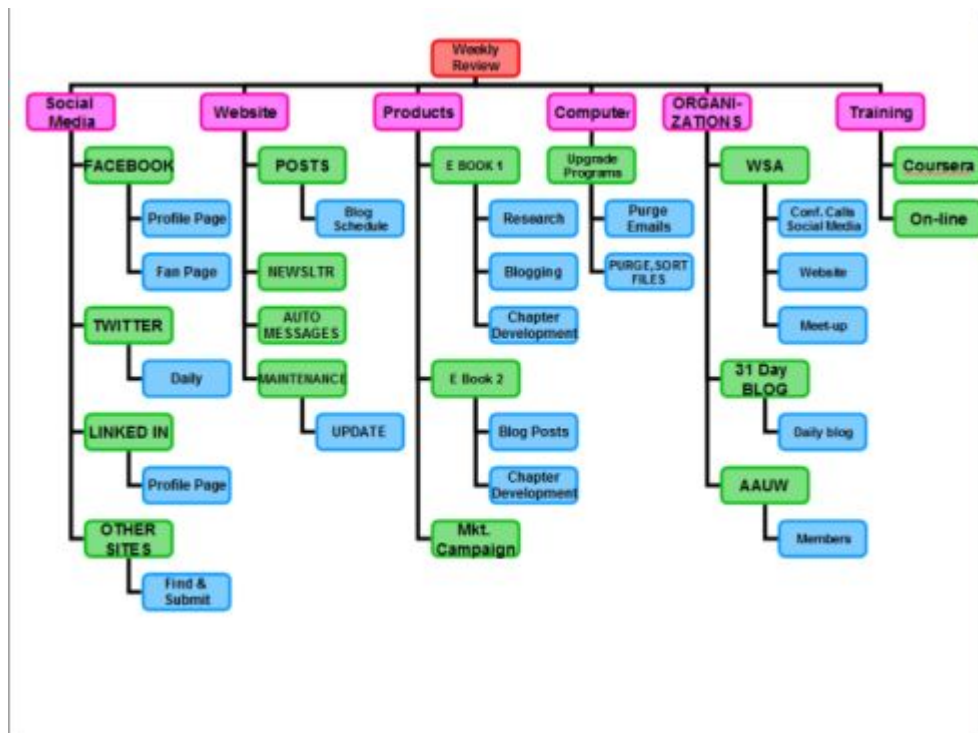 Weekly
Review
Social
Media
Website
Products
Computer
ORGANI-
ZATIONS
Training
FACEBOOK
Profile Page
Fan Page
TWITTER
Daily
LINKED IN
Profile Page
OTHER
SITES
Find &
Submit
POSTS
Blog
Schedule
NEWSLTR
AUTO
MESSAGES
MAINTENANCE
UPDATE
E BOOK 1
Research
Blogging
Chapter
Development
E Book 2
Blog Posts
Chapter
Development
Mkt.
Campaign
Upgrade
Programs
Purge
Emails
PURGE,SORT
FILES
WSA
Conf. Calls
Social Media
Website
Meet-up
31 Day
BLOG
Daily blog
AAUW
Members
Coursera
On-line